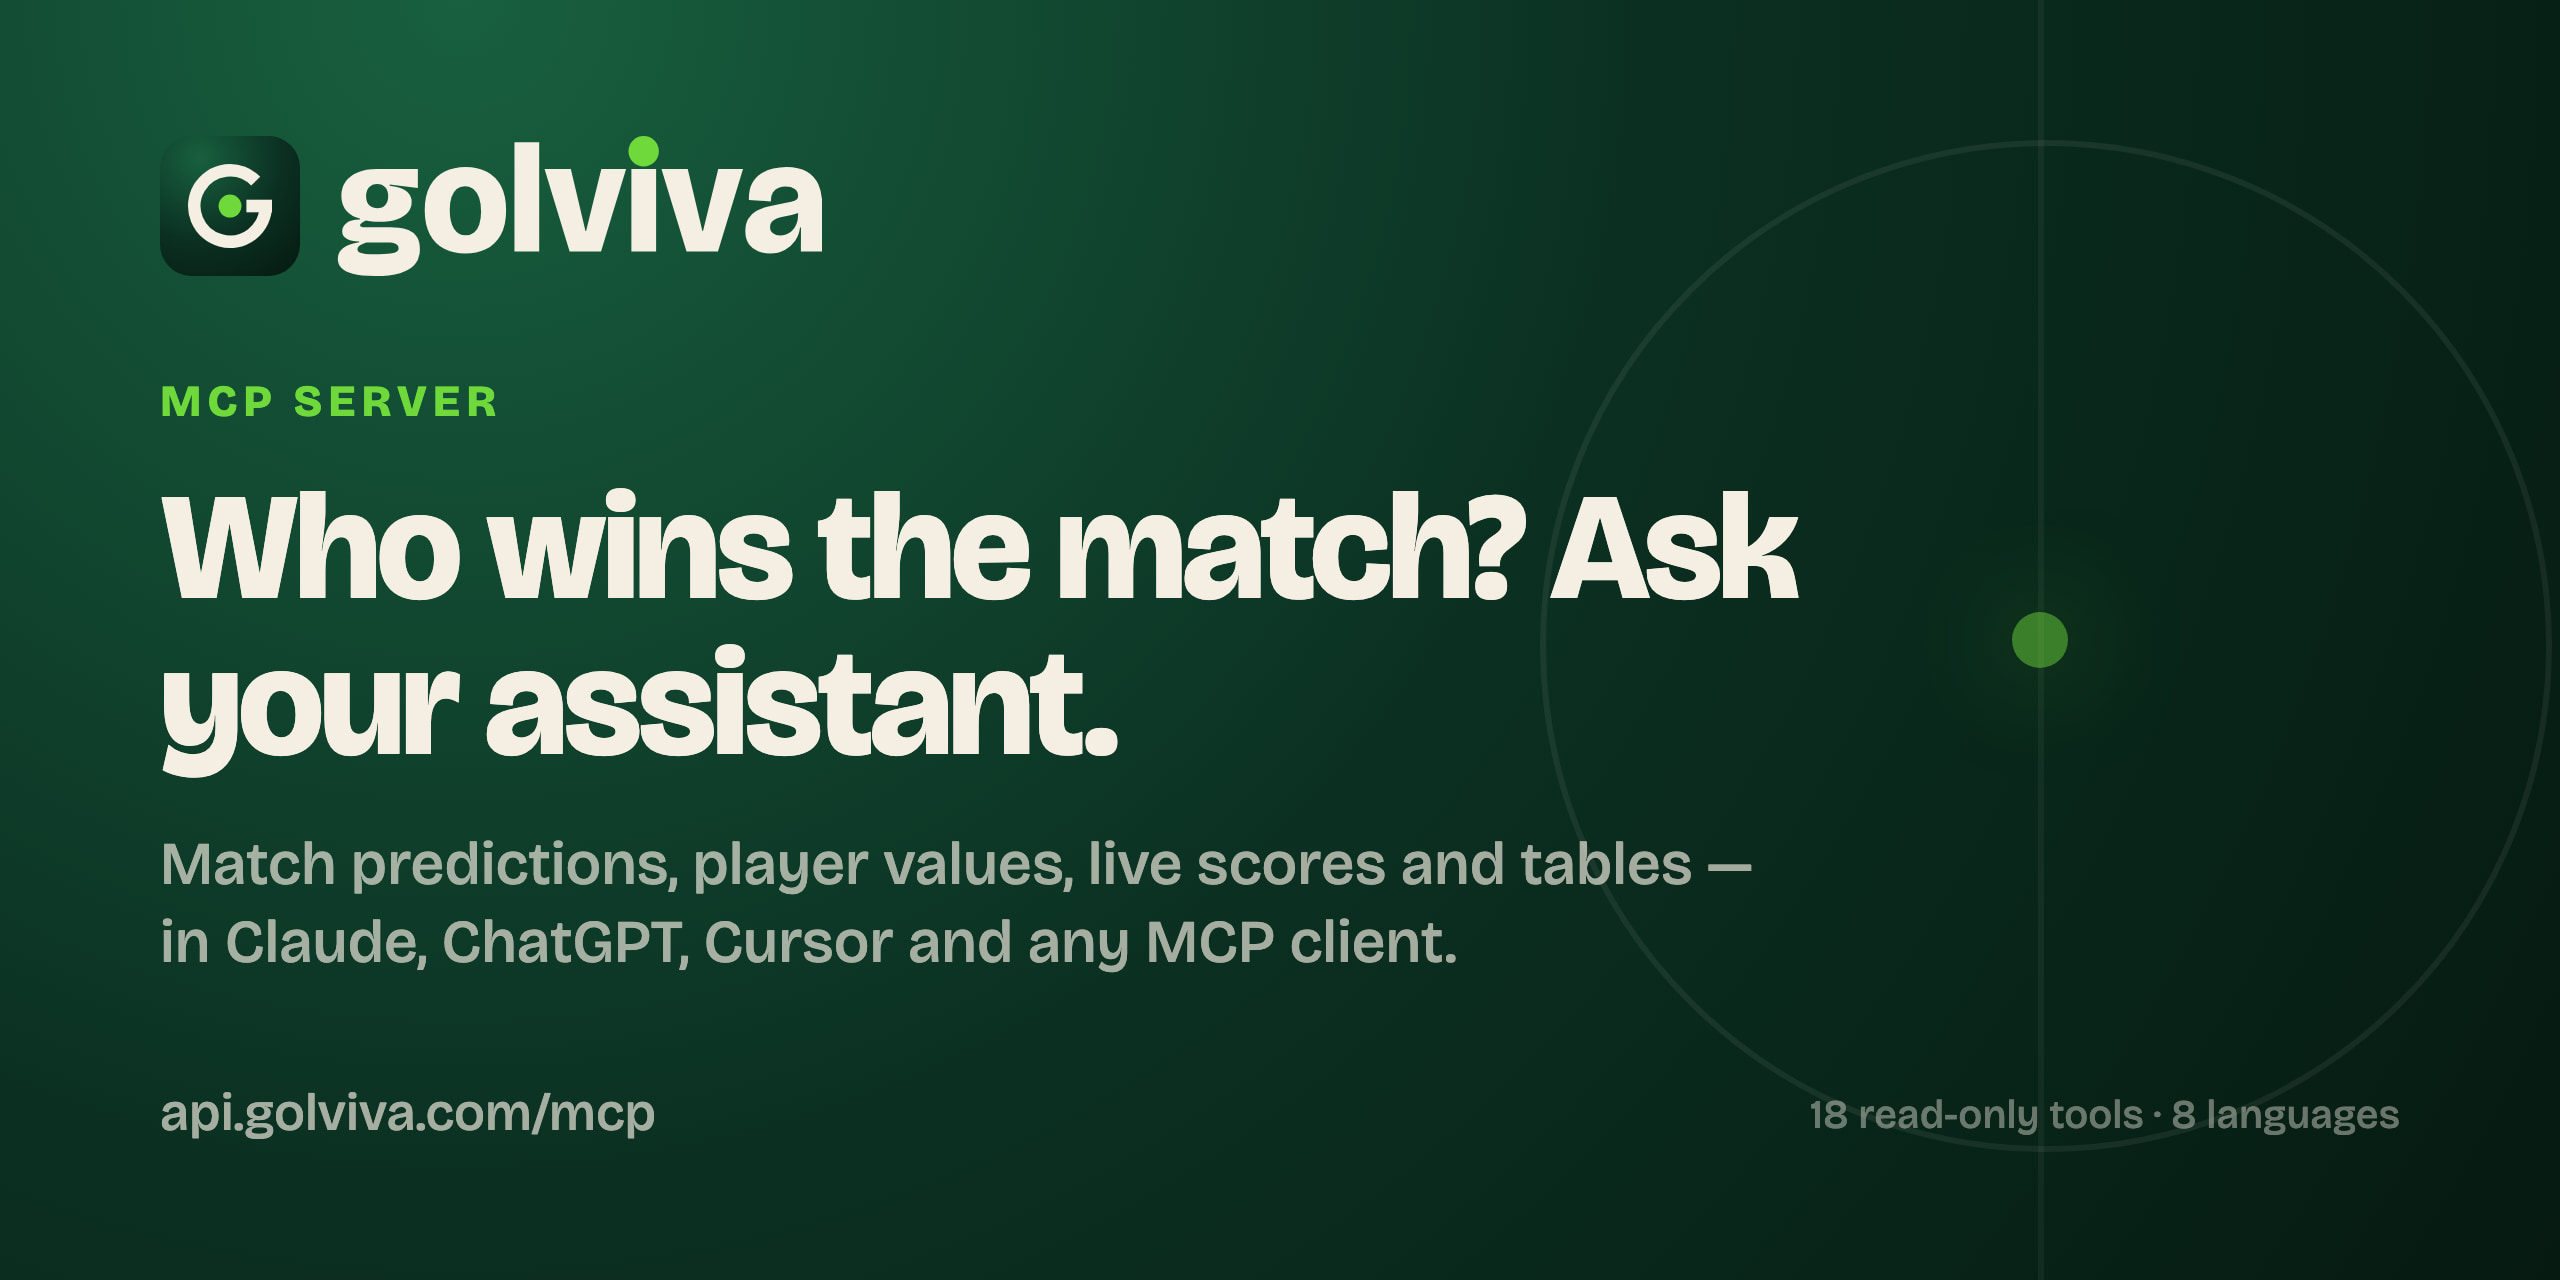 golviva
MCP SERVER
Who wins the match? Ask
your assistant.
Match predictions, player values, live scores and tables —
in Claude, ChatGPT, Cursor and any MCP client.
api.golviva.com/mcp
18 read-only tools · 8 languages